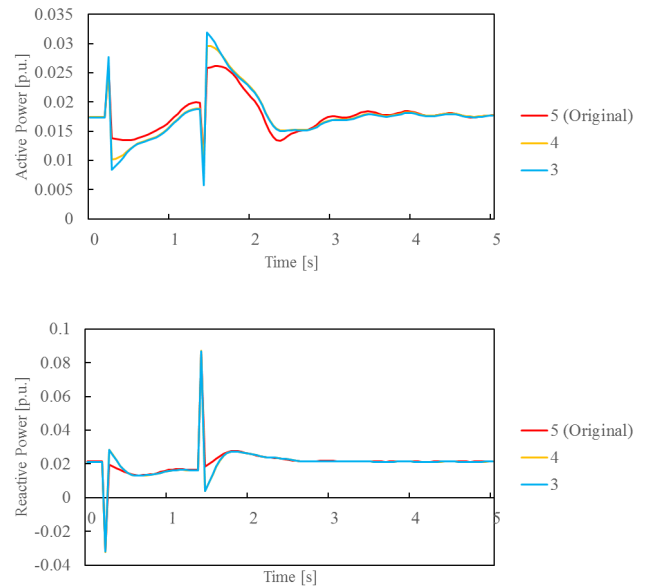 0.035
0.03
0.025
0.02
0.015
0.01
0.005
0
Active Power [p.u.]
0 1 2 3 4 5
Time [s]
5 (Original)
4
3
0.1
0.08
0.06
0.04
0.02
0
-0.02
-0.04
Reactive Power [p.u.]
0 1 2 3 4 5
Time [s]
5 (Original)
4
3